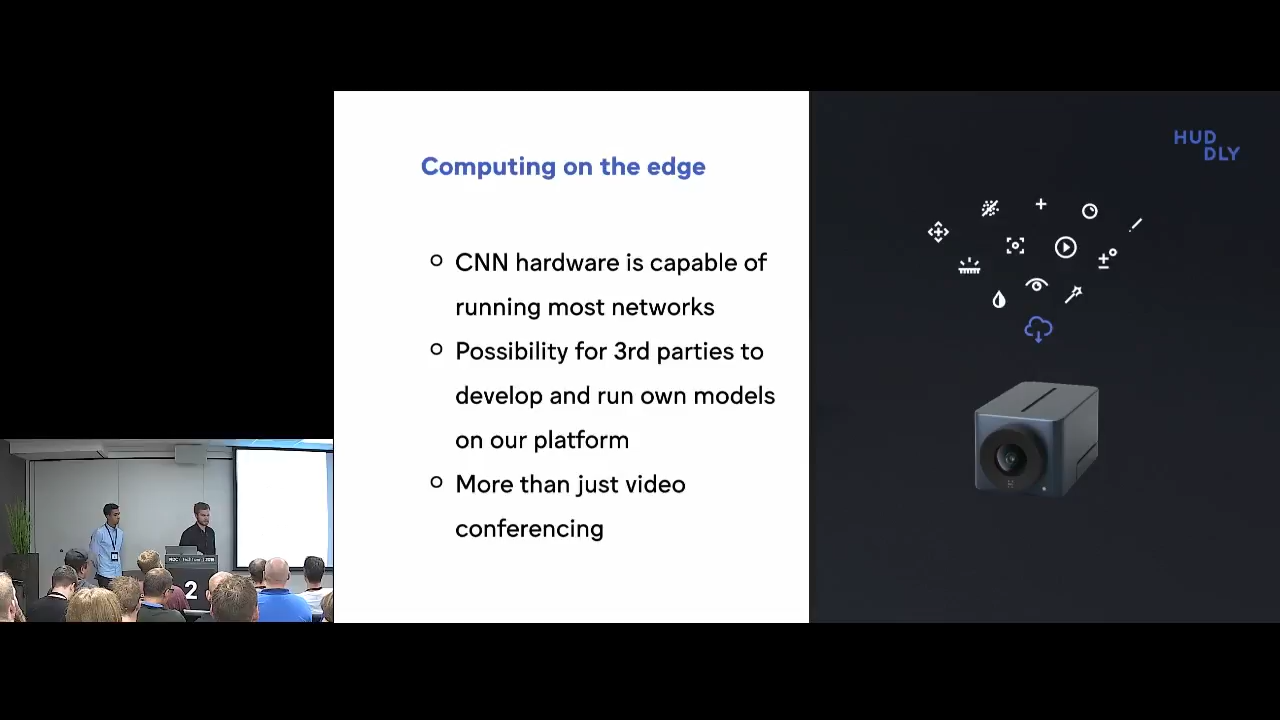 Computing on the edge
CNN hardware is capable of
running most networks
Possibility for 3rd parties to
develop and run own models
on our platform
More than just video
conferencing
HUD
DLY
2